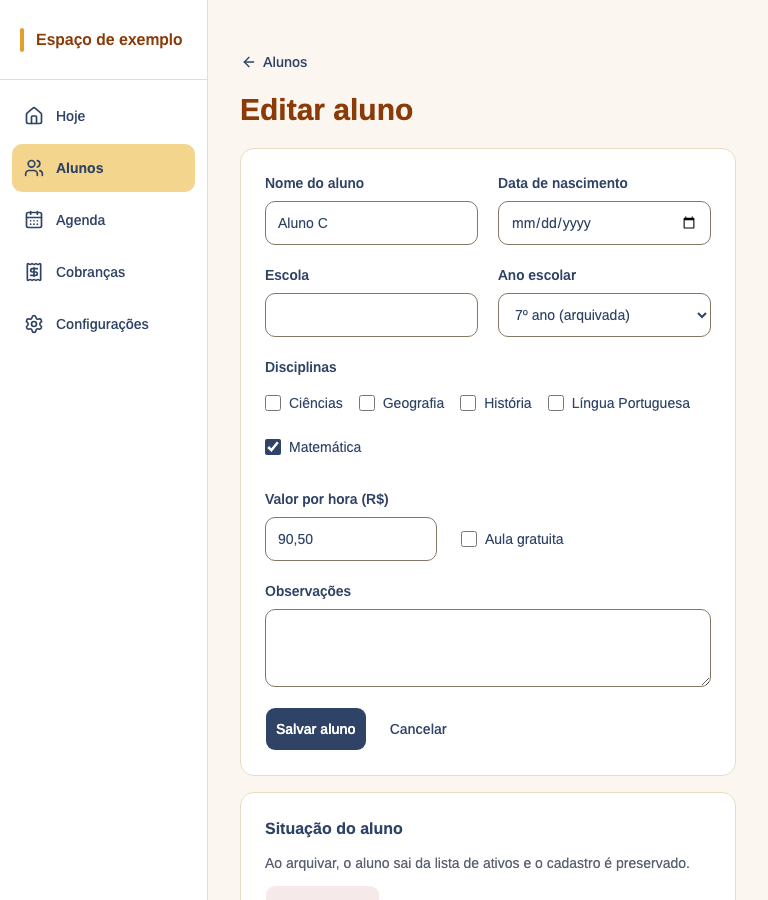 Espaço de exemplo
Hoje
Alunos
Agenda
Cobranças
Configurações
Alunos
Editar aluno
Nome do aluno
Data de nascimento
Aluno C
mm/dd/yyyy
Escola
Ano escolar
7º ano (arquivada)
Disciplinas
Ciências
Geografia
História
Língua Portuguesa
Matemática
Valor por hora (R$)
90,50
Aula gratuita
Observações
Salvar aluno
Cancelar
Situação do aluno
Ao arquivar, o aluno sai da lista de ativos e o cadastro é preservado.